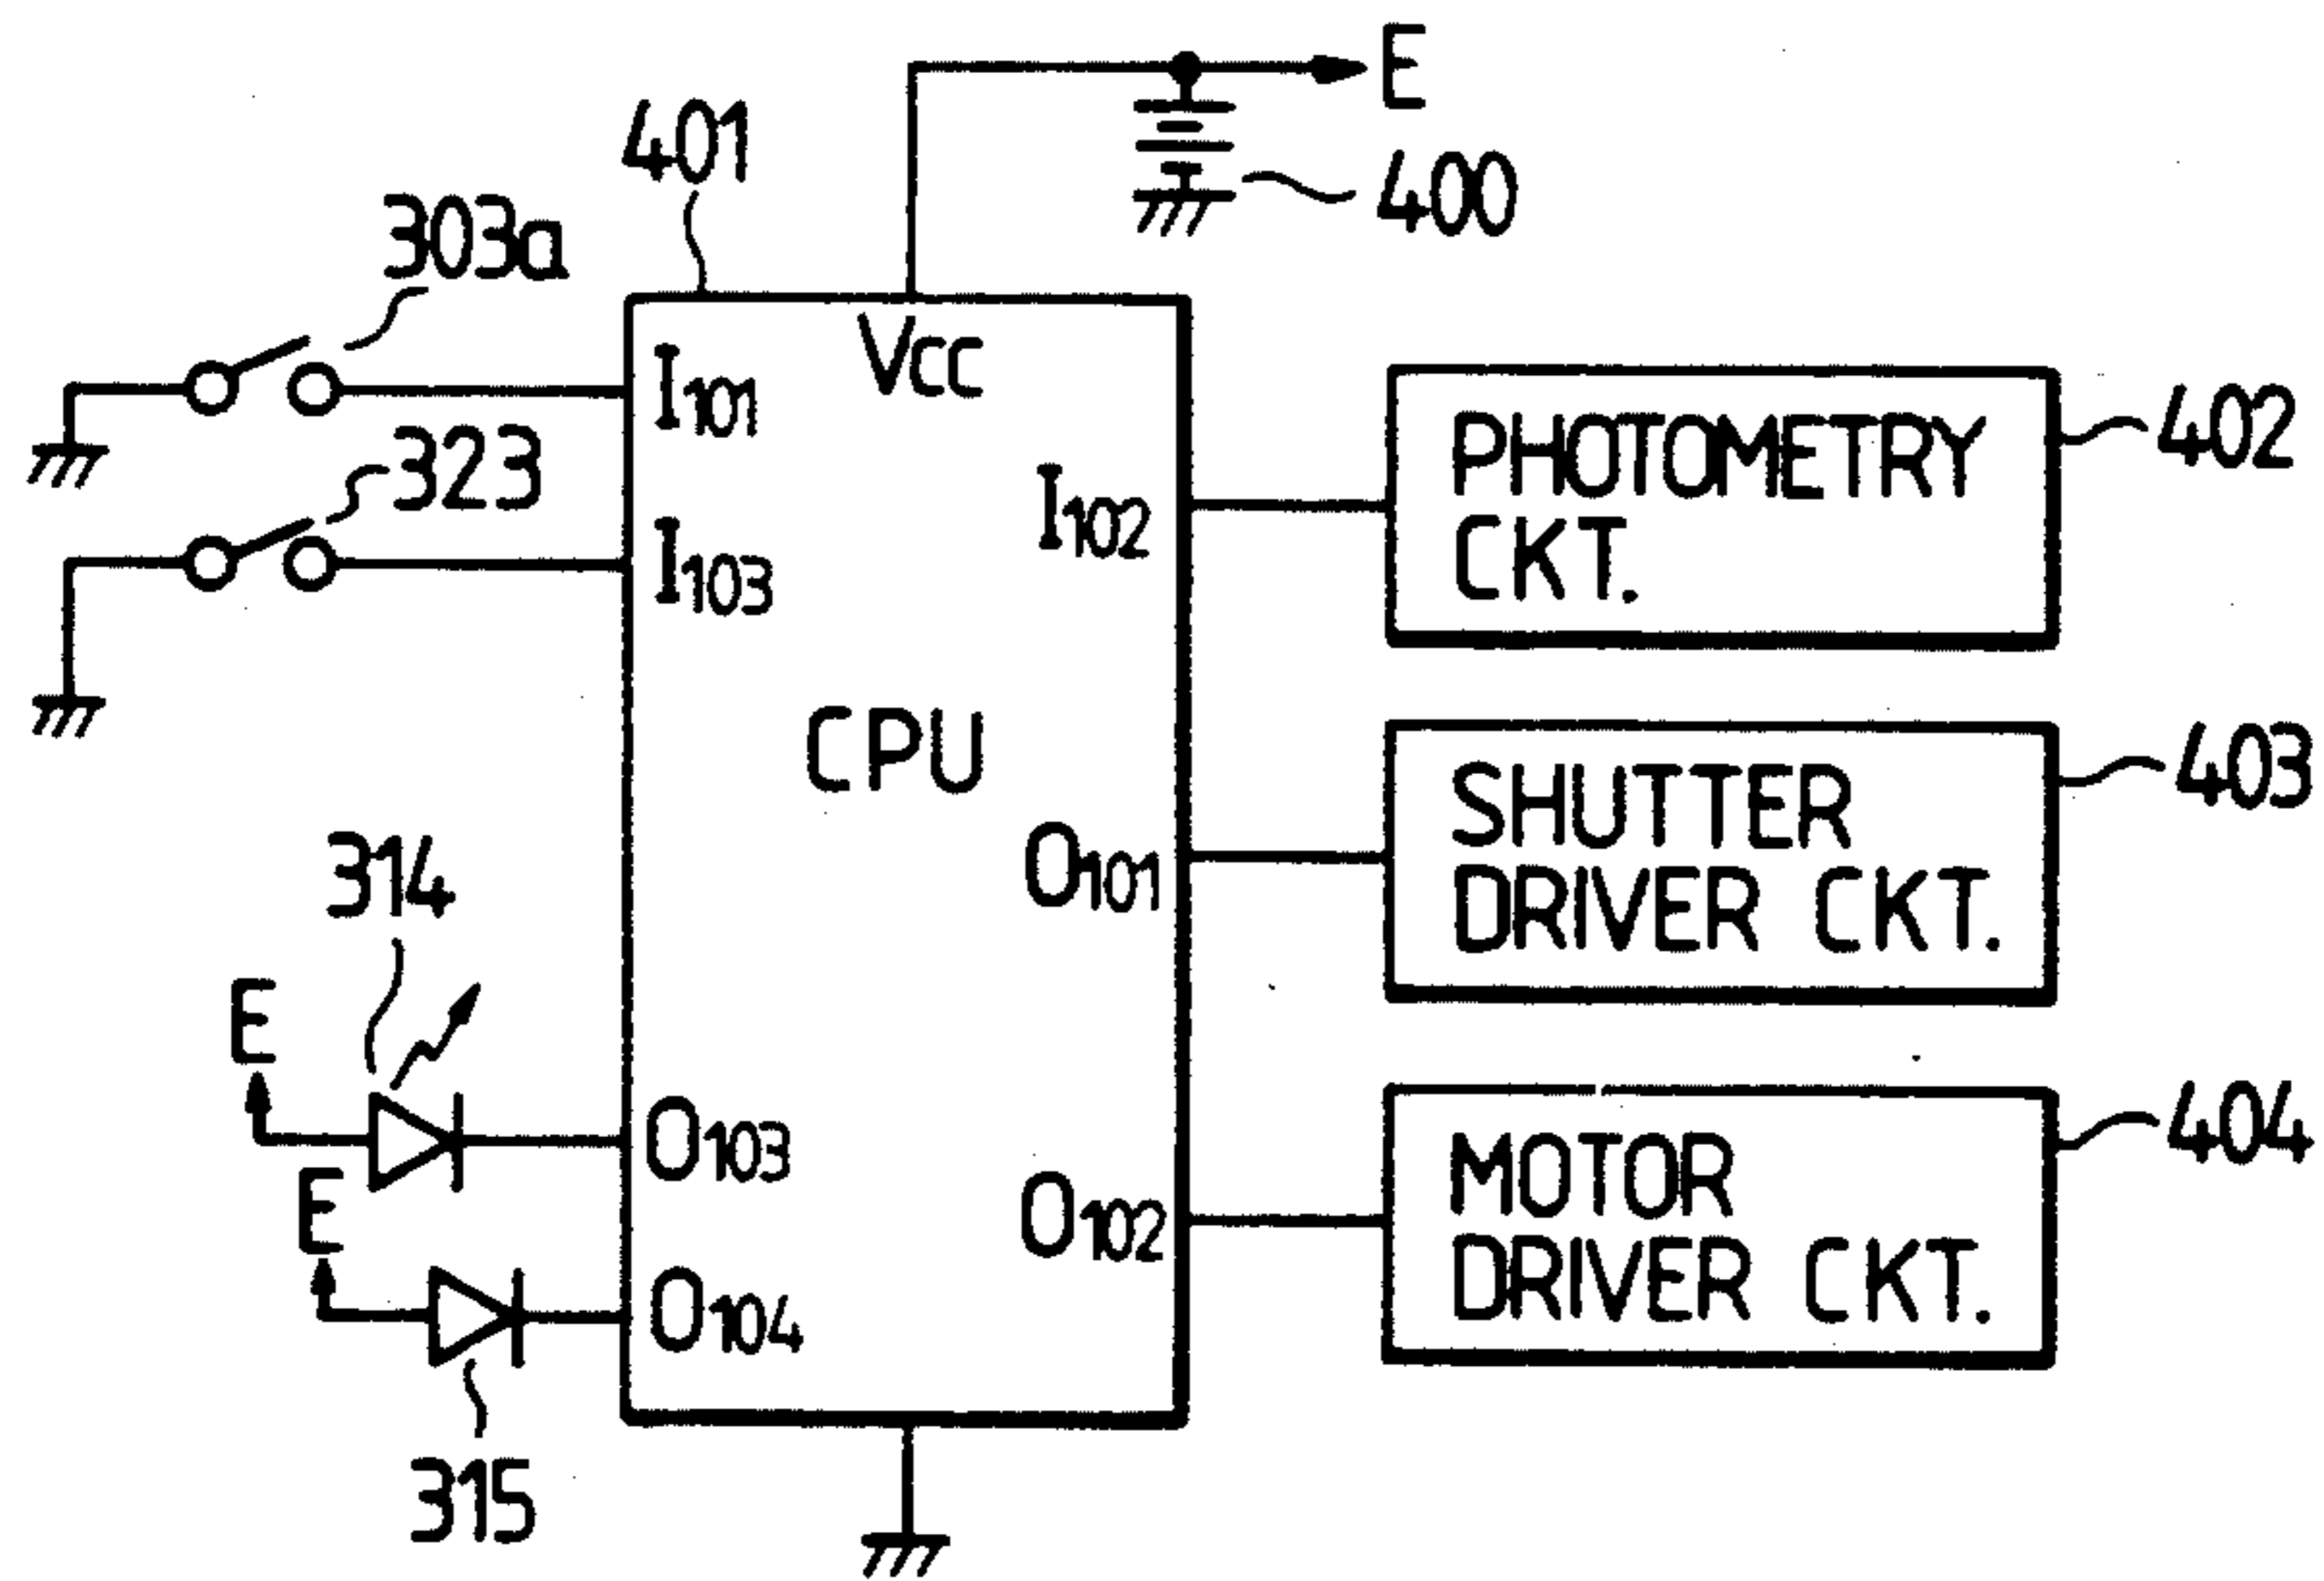 E
401
400
303a
Vcc
I101
PHOTOMETRY
CKT.
402
323
I102
I103
CPU
SHUTTER
DRIVER CKT.
403
O101
314
E
O103
MOTOR
DRIVER CKT.
404
O102
E
O104
315